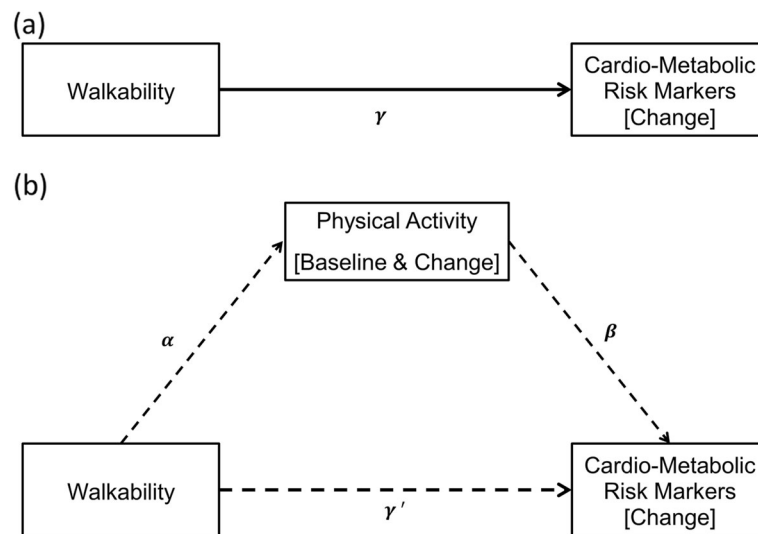 (a)
Walkability
γ
Cardio-Metabolic
Risk Markers
[Change]
(b)
Physical Activity
[Baseline & Change]
α
β
Walkability
γ′
Cardio-Metabolic
Risk Markers
[Change]